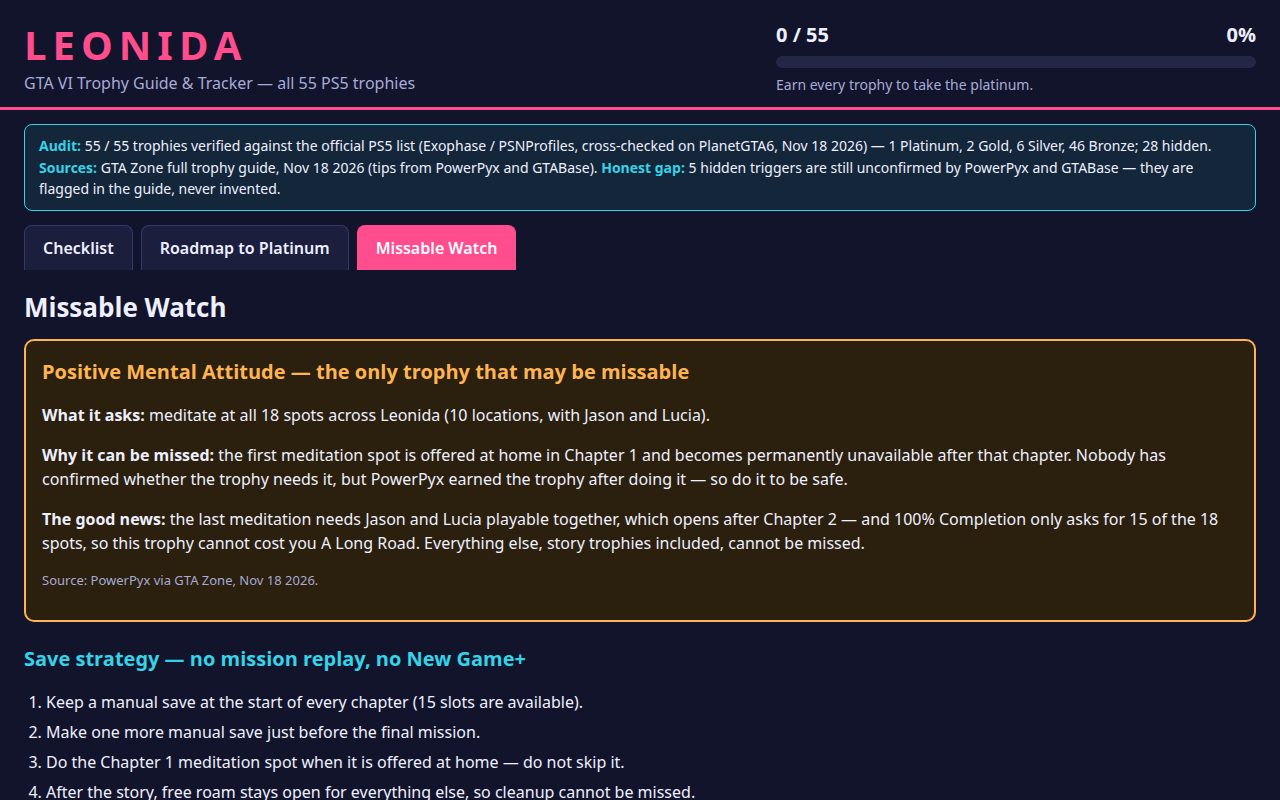 LEONIDA
GTA VI Trophy Guide & Tracker — all 55 PS5 trophies
0 / 55
0%
Earn every trophy to take the platinum.
Audit: 55 / 55 trophies verified against the official PS5 list (Exophase / PSNProfiles, cross-checked on PlanetGTA6, Nov 18 2026) — 1 Platinum, 2 Gold, 6 Silver, 46 Bronze; 28 hidden.
Sources: GTA Zone full trophy guide, Nov 18 2026 (tips from PowerPyx and GTABase). Honest gap: 5 hidden triggers are still unconfirmed by PowerPyx and GTABase — they are
flagged in the guide, never invented.
Checklist
Roadmap to Platinum
Missable Watch
Missable Watch
Positive Mental Attitude — the only trophy that may be missable
What it asks: meditate at all 18 spots across Leonida (10 locations, with Jason and Lucia).
Why it can be missed: the first meditation spot is offered at home in Chapter 1 and becomes permanently unavailable after that chapter. Nobody has
confirmed whether the trophy needs it, but PowerPyx earned the trophy after doing it — so do it to be safe.
The good news: the last meditation needs Jason and Lucia playable together, which opens after Chapter 2 — and 100% Completion only asks for 15 of the 18
spots, so this trophy cannot cost you A Long Road. Everything else, story trophies included, cannot be missed.
Source: PowerPyx via GTA Zone, Nov 18 2026.
Save strategy — no mission replay, no New Game+
1. Keep a manual save at the start of every chapter (15 slots are available).
2. Make one more manual save just before the final mission.
3. Do the Chapter 1 meditation spot when it is offered at home — do not skip it.
4. After the story, free roam stays open for everything else, so cleanup cannot be missed.